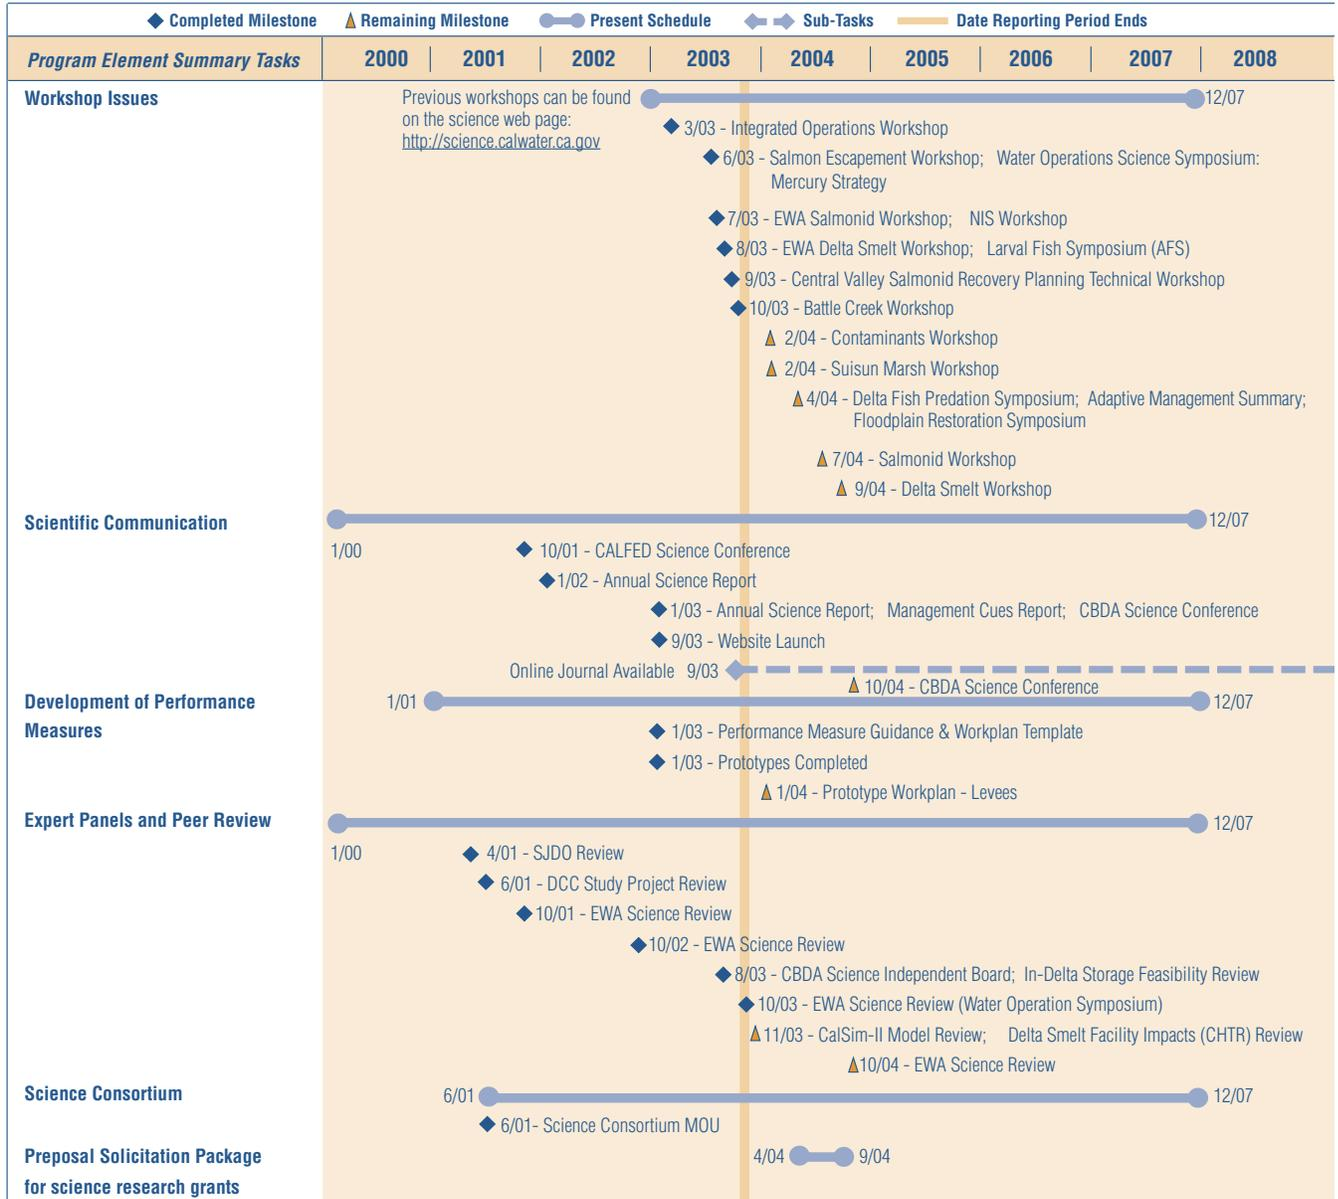 Completed Milestone Remaining Milestone Present Schedule Sub-Tasks Date Reporting Period Ends
Program Element Summary Tasks 2000 2001 2002 2003 2004 2005 2006 2007 2008
Workshop Issues
Previous workshops can be found
on the science web page:
http://science.calwater.ca.gov
12/07
3/03 - Integrated Operations Workshop
6/03 - Salmon Escapement Workshop; Water Operations Science Symposium:
Mercury Strategy
7/03 - EWA Salmonid Workshop; NIS Workshop
8/03 - EWA Delta Smelt Workshop; Larval Fish Symposium (AFS)
9/03 - Central Valley Salmonid Recovery Planning Technical Workshop
10/03 - Battle Creek Workshop
2/04 - Contaminants Workshop
2/04 - Suisun Marsh Workshop
4/04 - Delta Fish Predation Symposium; Adaptive Management Summary;
Floodplain Restoration Symposium
7/04 - Salmonid Workshop
9/04 - Delta Smelt Workshop
Scientific Communication
12/07
1/00
10/01 - CALFED Science Conference
1/02 - Annual Science Report
1/03 - Annual Science Report; Management Cues Report; CBDA Science Conference
9/03 - Website Launch
Online Journal Available 9/03
10/04 - CBDA Science Conference
Development of Performance
Measures
1/01
12/07
1/03 - Performance Measure Guidance & Workplan Template
1/03 - Prototypes Completed
1/04 - Prototype Workplan - Levees
Expert Panels and Peer Review
12/07
1/00
4/01 - SJDO Review
6/01 - DCC Study Project Review
10/01 - EWA Science Review
10/02 - EWA Science Review
8/03 - CBDA Science Independent Board; In-Delta Storage Feasibility Review
10/03 - EWA Science Review (Water Operation Symposium)
11/03 - CalSim-II Model Review; Delta Smelt Facility Impacts (CHTR) Review
10/04 - EWA Science Review
Science Consortium
6/01
12/07
6/01- Science Consortium MOU
Preposal Solicitation Package
for science research grants
4/04
9/04